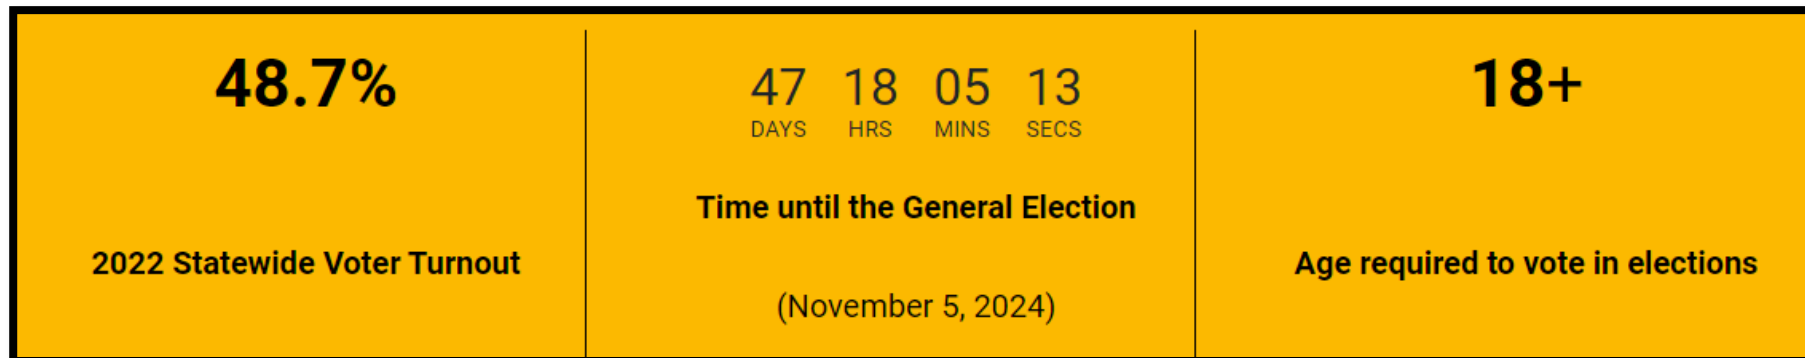 48.7%
2022 Statewide Voter Turnout
47 18 05 13
DAYS HRS MINS SECS
Time until the General Election
(November 5, 2024)
18+
Age required to vote in elections